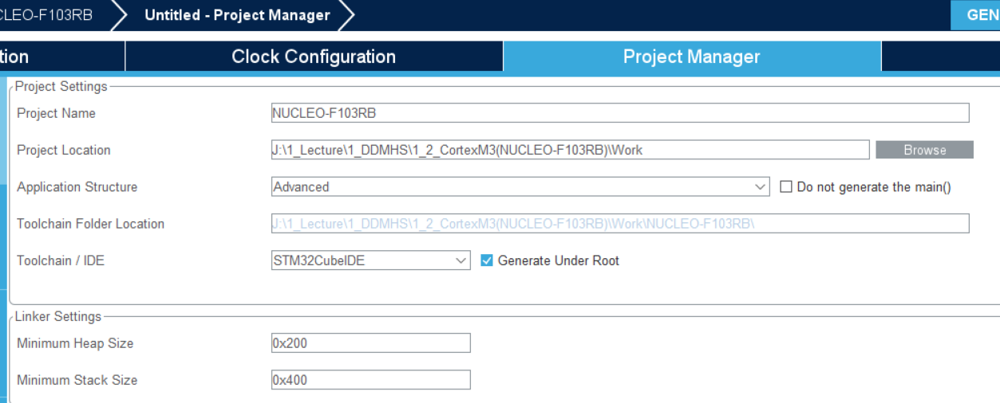 CLEO-F103RB Untitled - Project Manager GEN
tion Clock Configuration Project Manager
Project Settings
Project Name NUCLEO-F103RB
Project Location J:\1_Lecture\1_DDMHS\1_2_CortexM3(NUCLEO-F103RB)\Work Browse
Application Structure Advanced Do not generate the main()
Toolchain Folder Location J:\1_Lecture\1_DDMHS\1_2_CortexM3(NUCLEO-F103RB)\Work\NUCLEO-F103RB\
Toolchain / IDE STM32CubeIDE Generate Under Root
Linker Settings
Minimum Heap Size 0x200
Minimum Stack Size 0x400